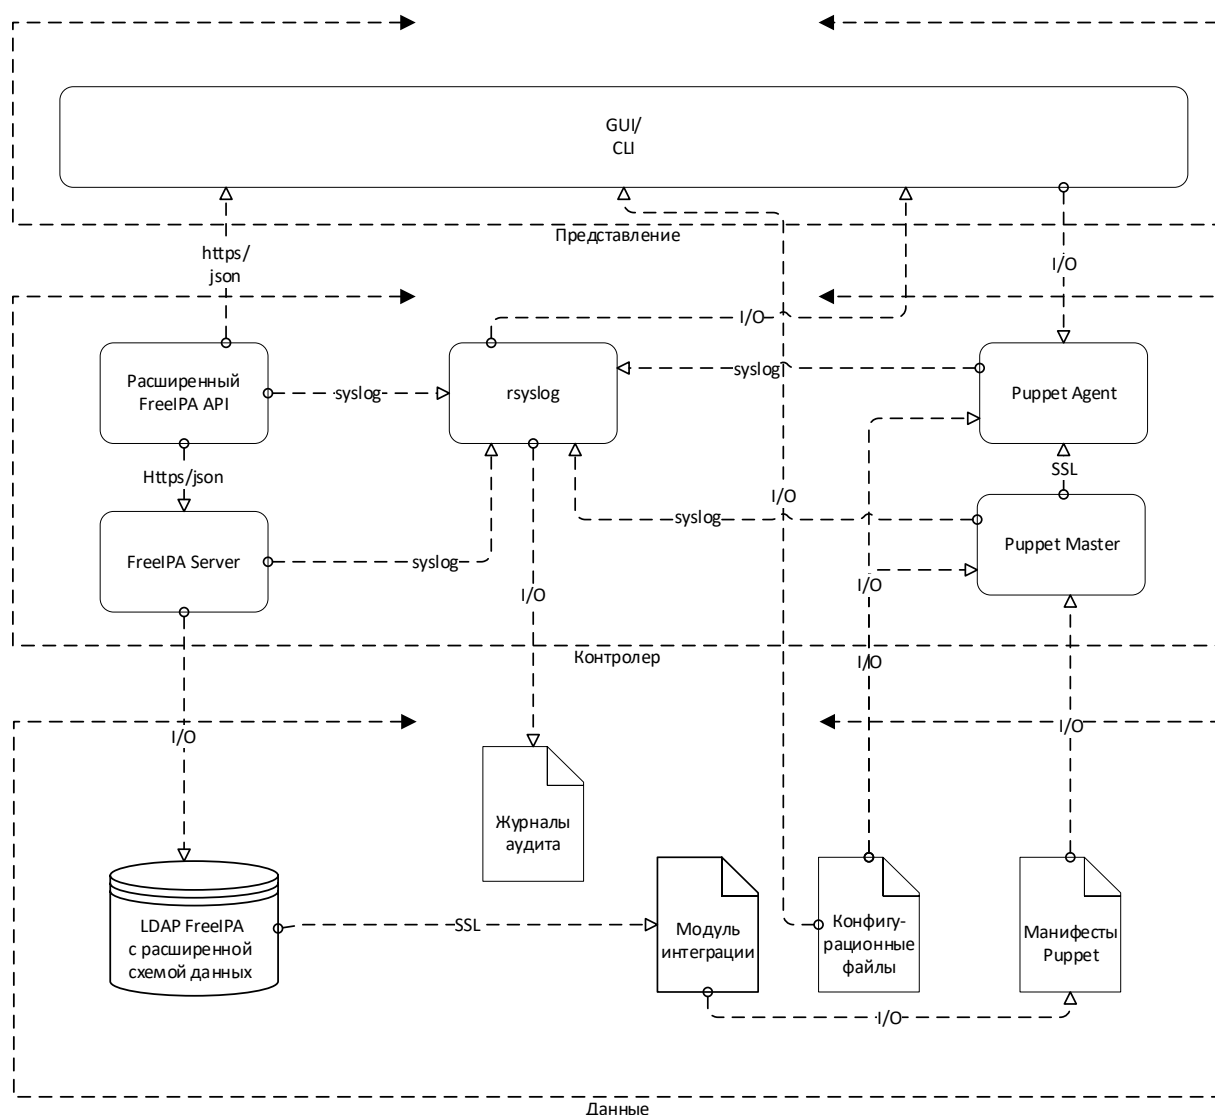 GUI/
CLI
Представление
https/
json
I/O
I/O
Расширенный
FreeIPA API
syslog
rsyslog
syslog
Puppet Agent
Https/json
SSL
I/O
syslog
FreeIPA Server
syslog
Puppet Master
I/O
I/O
Контролер
I/O
I/O
I/O
Журналы
аудита
LDAP FreeIPA
с расширенной
схемой данных
SSL
Модуль
интеграции
Конфигу-
рационные
файлы
Манифесты
Puppet
I/O
Данные